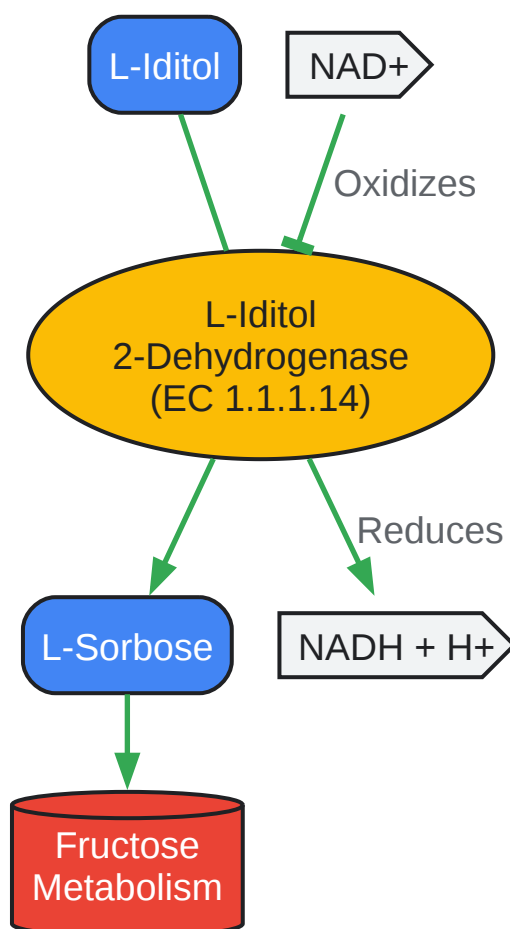 L-Iditol
NAD+
Oxidizes
L-Iditol
2-Dehydrogenase
(EC 1.1.1.14)
Reduces
L-Sorbose
NADH + H+
Fructose
Metabolism